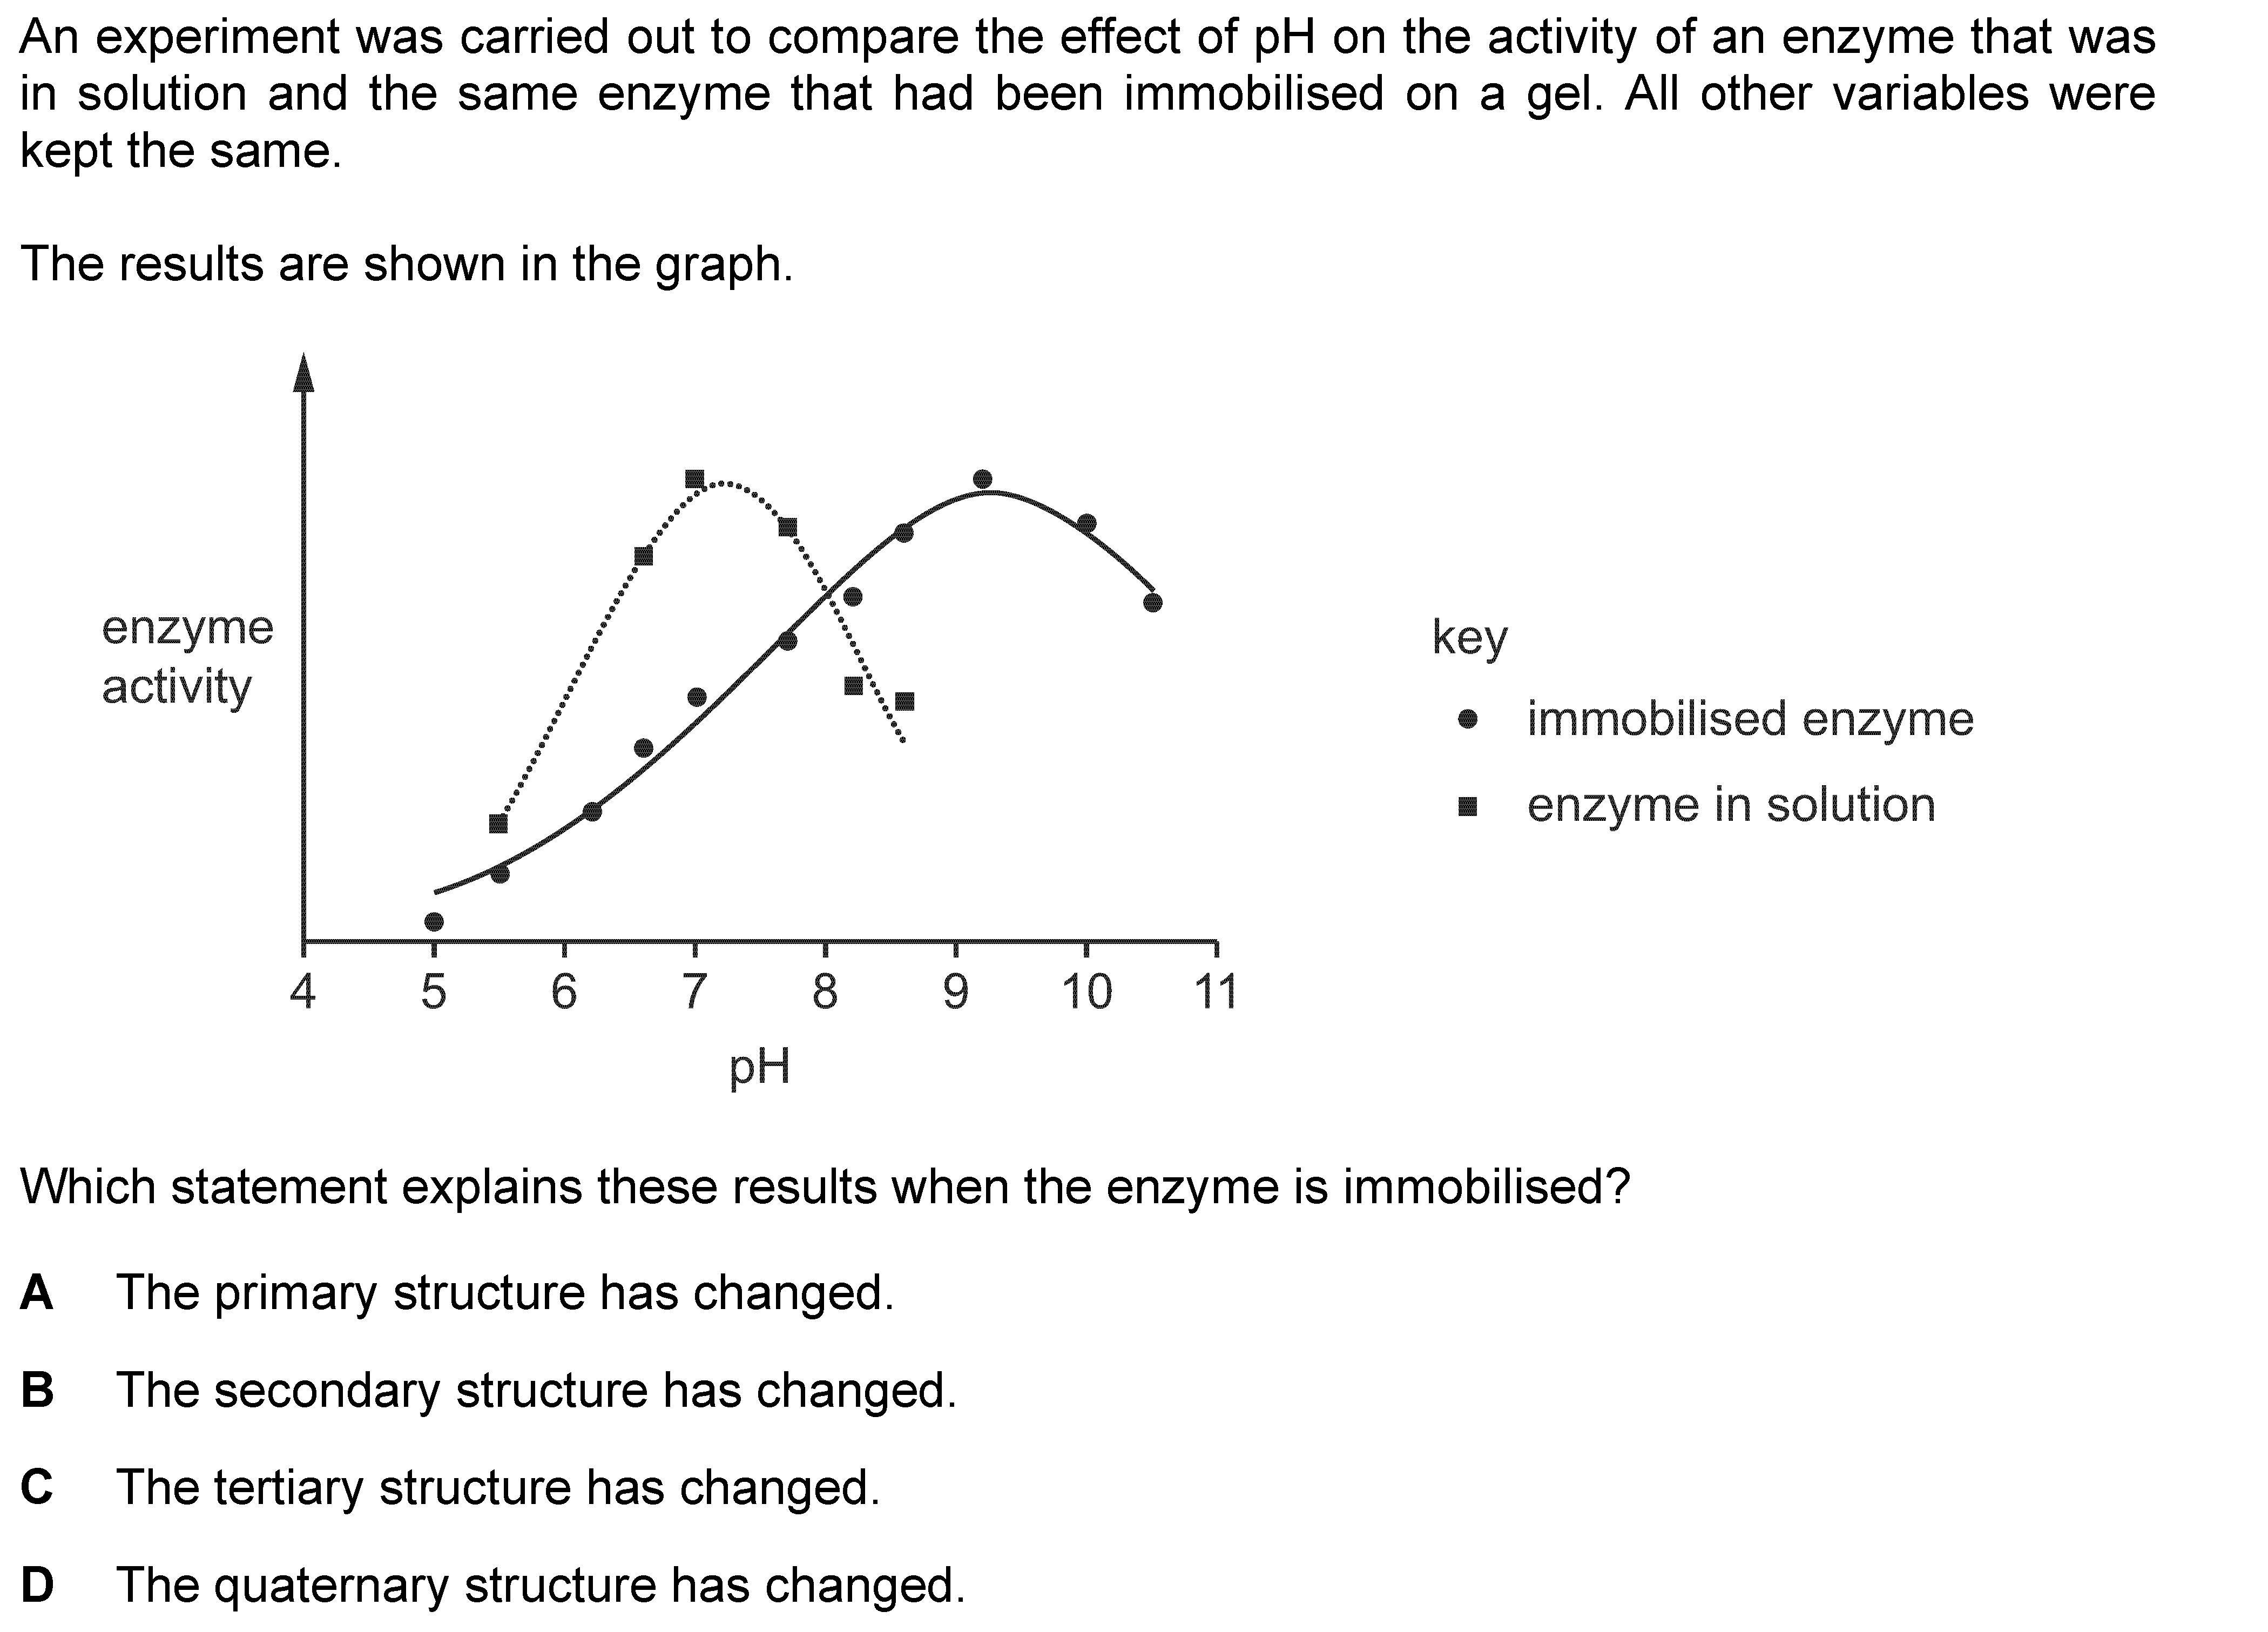 An experiment was carried out to compare the effect of pH on the activity of an enzyme that was
in solution and the same enzyme that had been immobilised on a gel. All other variables were
kept the same.
The results are shown in the graph.
enzyme
activity
4 5 6 7 8 9 10 11
pH
key
immobilised enzyme
enzyme in solution
Which statement explains these results when the enzyme is immobilised?
A The primary structure has changed.
B The secondary structure has changed.
C The tertiary structure has changed.
D The quaternary structure has changed.